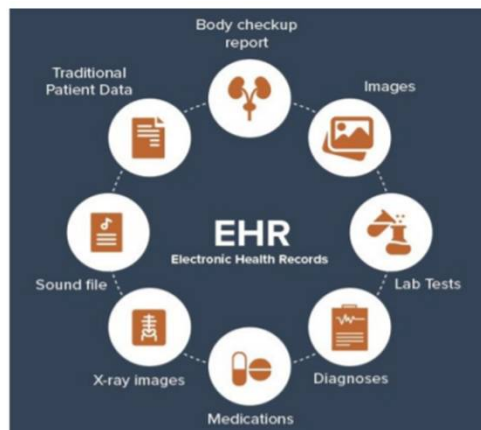 Body checkup
report
Traditional
Patient Data
Images
EHR
Electronic Health Records
Sound file
Lab Tests
X-ray images
Diagnoses
Medications